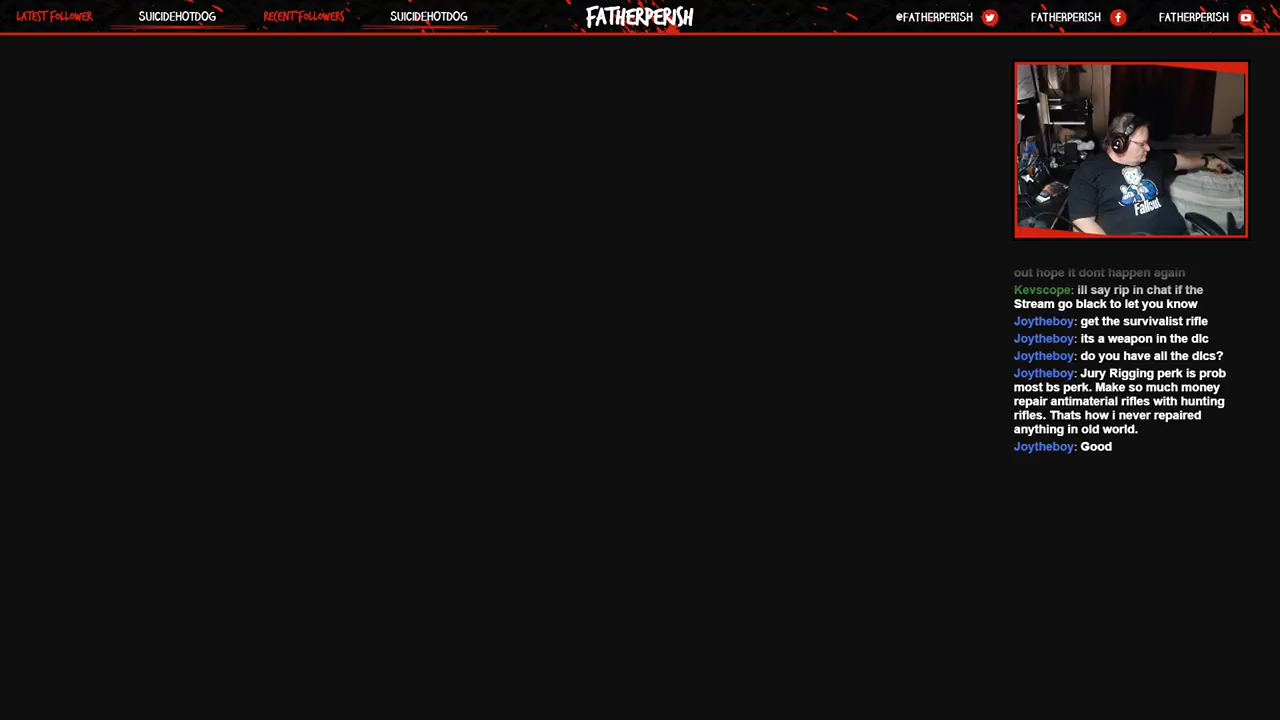 LATEST FOLLOWER SUICIDEHOTDOG RECENT FOLLOWERS SUICIDEHOTDOG FATHERPERISH @FATHERPERISH FATHERPERISH FATHERPERISH
Fallout
out hope it dont happen again
Kevscope: ill say rip in chat if the
Stream go black to let you know
Joytheboy: get the survivalist rifle
Joytheboy: its a weapon in the dlc
Joytheboy: do you have all the dlcs?
Joytheboy: Jury Rigging perk is prob
most bs perk. Make so much money
repair antimaterial rifles with hunting
rifles. Thats how i never repaired
anything in old world.
Joytheboy: Good